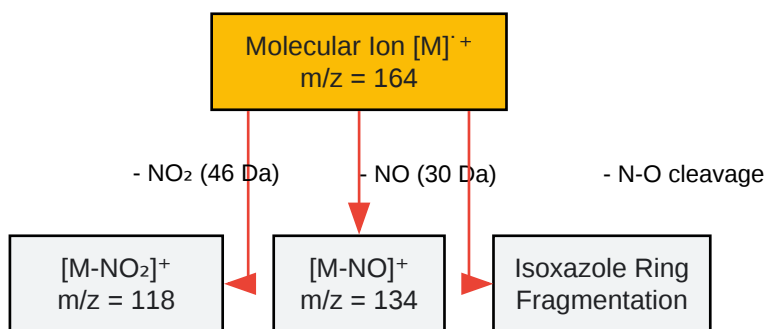 Molecular Ion [M]˙⁺
m/z = 164
- NO₂ (46 Da)
- NO (30 Da)
- N-O cleavage
[M-NO₂]⁺
m/z = 118
[M-NO]⁺
m/z = 134
Isoxazole Ring
Fragmentation